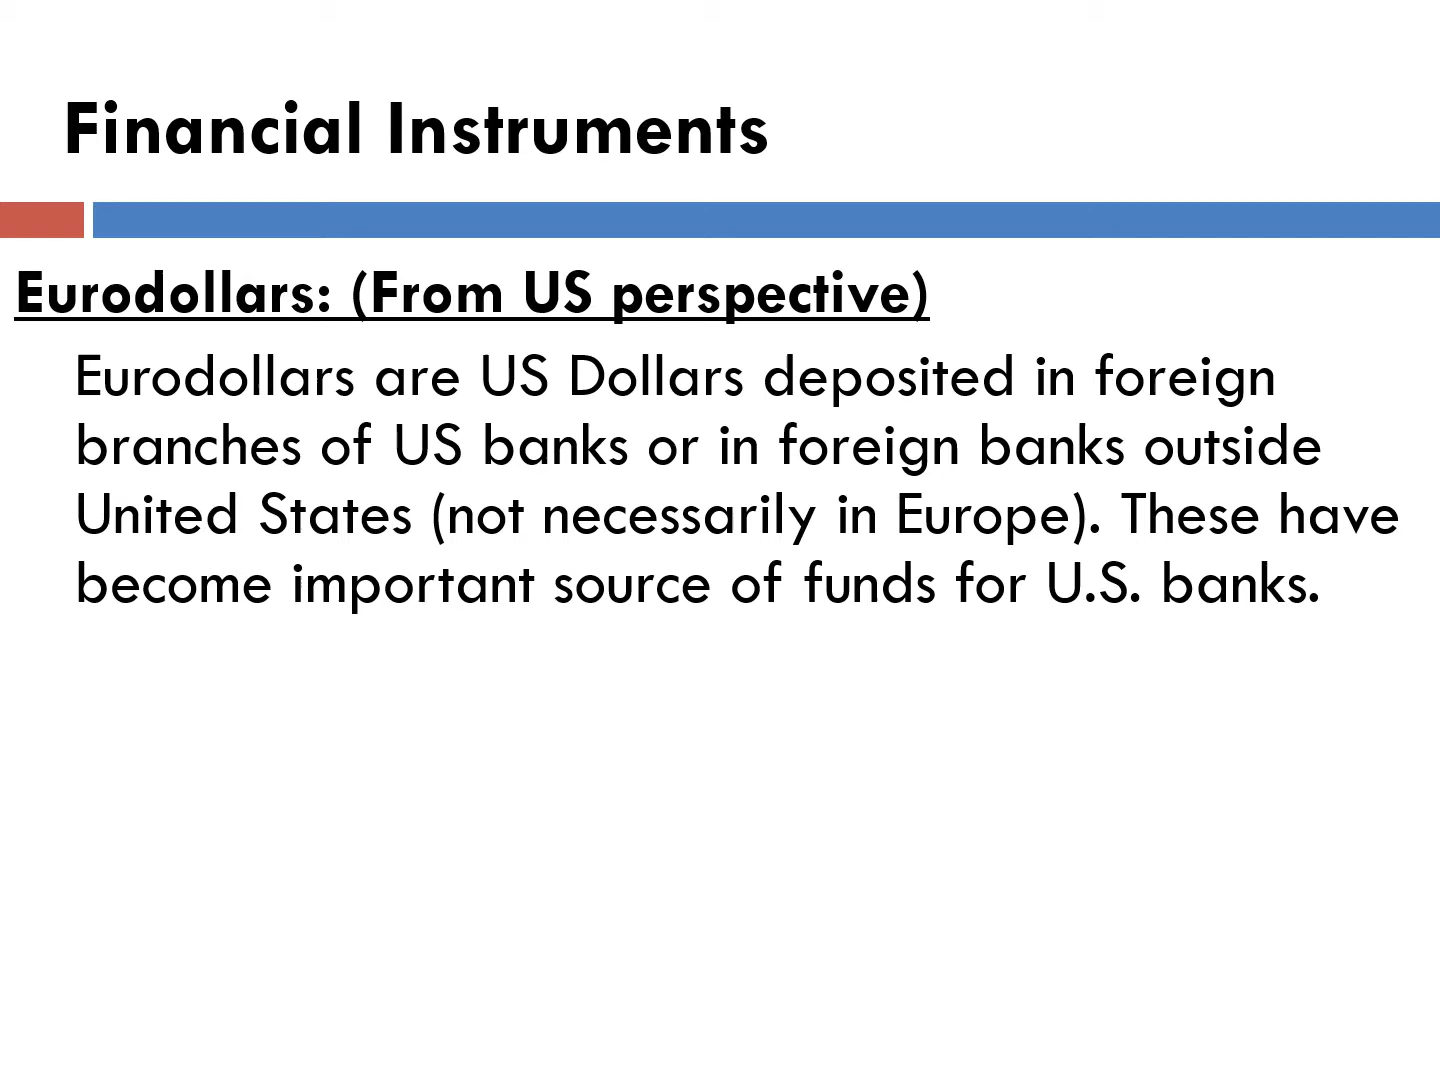 Financial Instruments
Eurodollars: (From US perspective)
Eurodollars are US Dollars deposited in foreign
branches of US banks or in foreign banks outside
United States (not necessarily in Europe). These have
become important source of funds for U.S. banks.